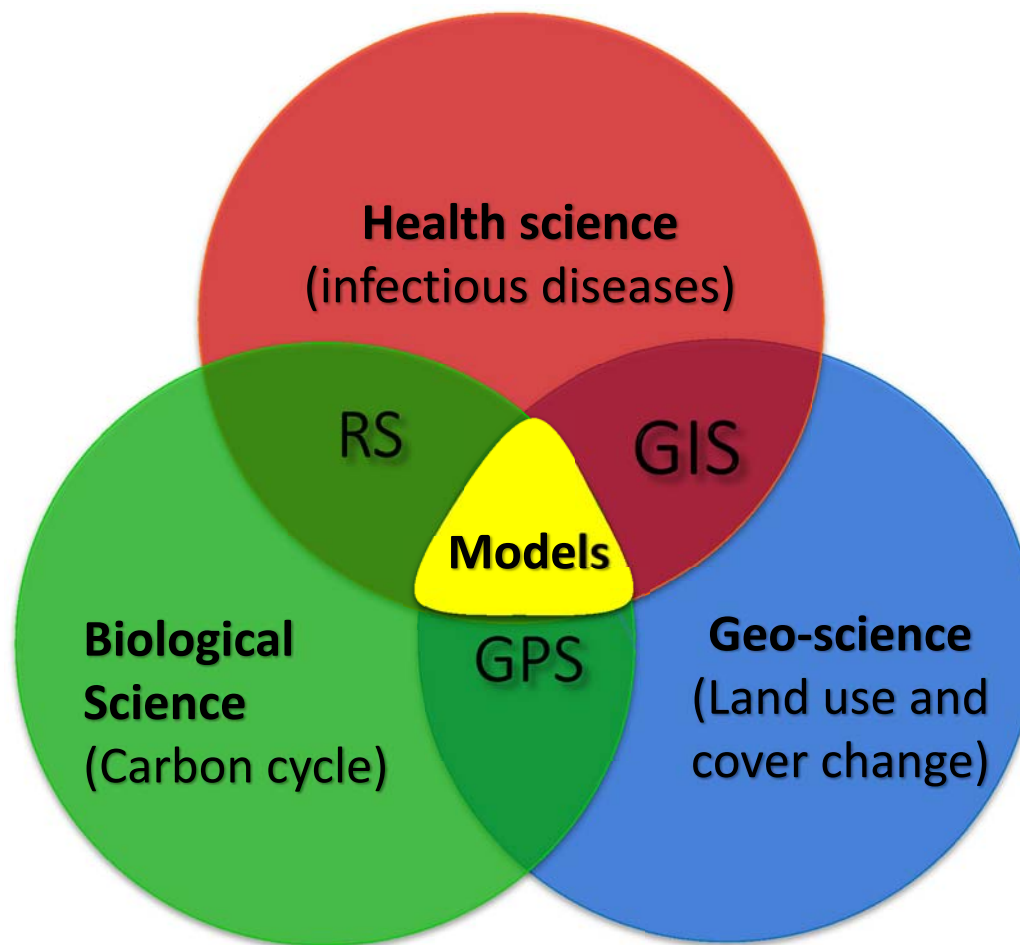 Health science
(infectious diseases)
RS
GIS
Models
GPS
Biological
Science
(Carbon cycle)
Geo-science
(Land use and
cover change)